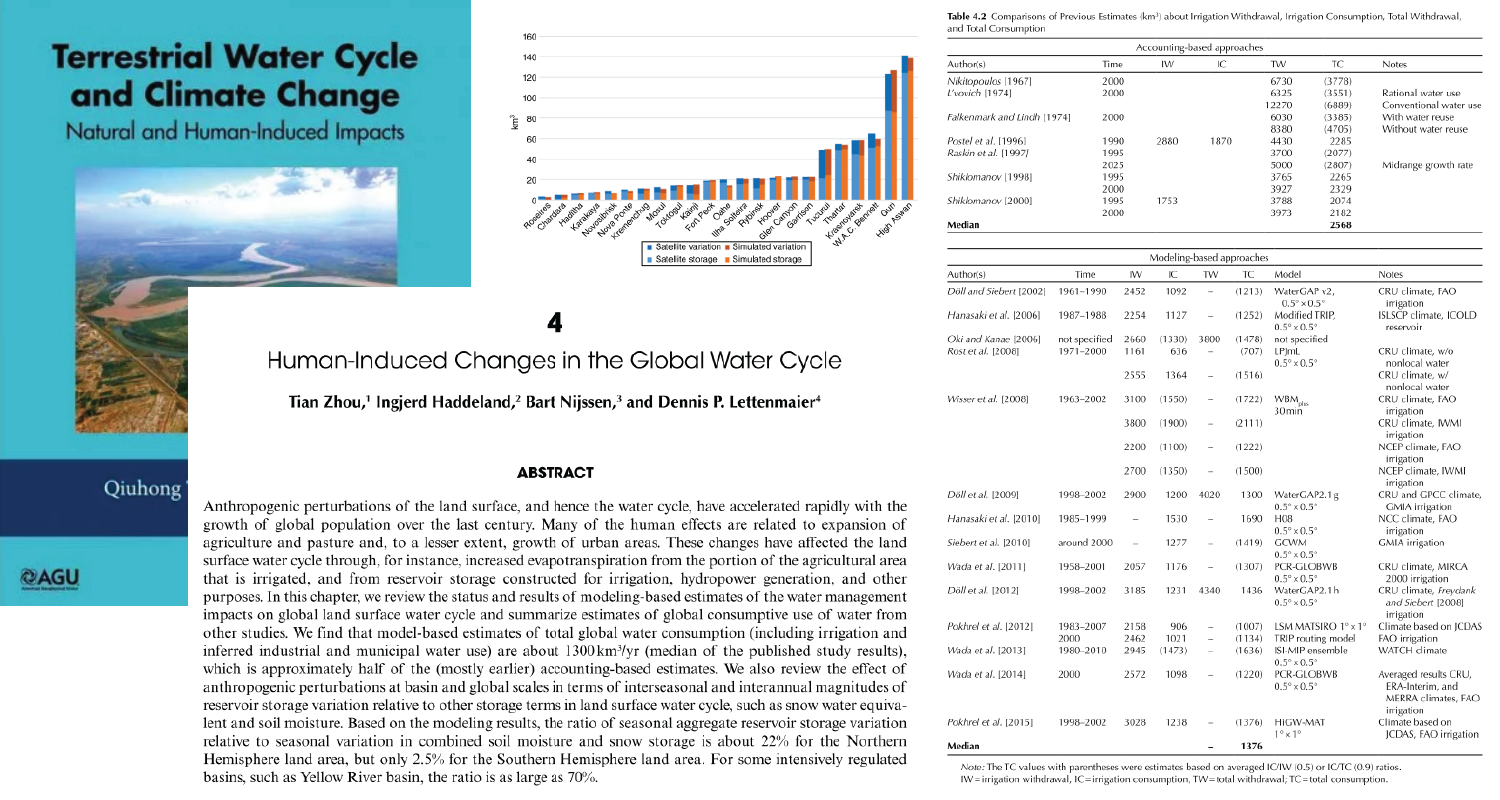 Terrestrial Water Cycle
and Climate Change
Natural and Human-Induced Impacts
Qiuhong
AGU
American Geophysical Union
160
140
120
100
80
60
40
20
0
km³
Roseires
Chardara
Haditha
Karakaya
Novosibirsk
Nova Ponte
Kremenchug
Mosul
Toktogul
Kainji
Fort Peck
Oahe
Ilha Solteira
Rybinsk
Hoover
Glen Canyon
Garrison
Tucurui
Thartar
Krasnoyarsk
W.A.C. Bennett
Guri
High Aswan
Satellite variation Simulated variation
Satellite storage Simulated storage
4
Human-Induced Changes in the Global Water Cycle
Tian Zhou,¹ Ingjerd Haddeland,² Bart Nijssen,³ and Dennis P. Lettenmaier⁴
ABSTRACT
Anthropogenic perturbations of the land surface, and hence the water cycle, have accelerated rapidly with the
growth of global population over the last century. Many of the human effects are related to expansion of
agriculture and pasture and, to a lesser extent, growth of urban areas. These changes have affected the land
surface water cycle through, for instance, increased evapotranspiration from the portion of the agricultural area
that is irrigated, and from reservoir storage constructed for irrigation, hydropower generation, and other
purposes. In this chapter, we review the status and results of modeling-based estimates of the water management
impacts on global land surface water cycle and summarize estimates of global consumptive use of water from
other studies. We find that model-based estimates of total global water consumption (including irrigation and
inferred industrial and municipal water use) are about 1300 km³/yr (median of the published study results),
which is approximately half of the (mostly earlier) accounting-based estimates. We also review the effect of
anthropogenic perturbations at basin and global scales in terms of interseasonal and interannual magnitudes of
reservoir storage variation relative to other storage terms in land surface water cycle, such as snow water equiva-
lent and soil moisture. Based on the modeling results, the ratio of seasonal aggregate reservoir storage variation
relative to seasonal variation in combined soil moisture and snow storage is about 22% for the Northern
Hemisphere land area, but only 2.5% for the Southern Hemisphere land area. For some intensively regulated
basins, such as Yellow River basin, the ratio is as large as 70%.
Table 4.2 Comparisons of Previous Estimates (km³) about Irrigation Withdrawal, Irrigation Consumption, Total Withdrawal,
and Total Consumption
Accounting-based approaches
Author(s) Time IW IC TW TC Notes
Nikitopoulos [1967] 2000 6730 (3778)
L'vovich [1974] 2000 6325 (3551) Rational water use
12270 (6889) Conventional water use
Falkenmark and Lindh [1974] 2000 6030 (3385) With water reuse
8380 (4705) Without water reuse
Postel et al. [1996] 1990 2880 1870 4430 2285
Raskin et al. [1997] 1995 3700 (2077)
2025 5000 (2807) Midrange growth rate
Shiklomanov [1998] 1995 3765 2265
2000 3927 2329
Shiklomanov [2000] 1995 1753 3788 2074
2000 3973 2182
Median 2568
Modeling-based approaches
Author(s) Time IW IC TW TC Model Notes
Döll and Siebert [2002] 1961–1990 2452 1092 – (1213) WaterGAP v2, CRU climate, FAO
0.5° × 0.5° irrigation
Hanasaki et al. [2006] 1987–1988 2254 1127 – (1252) Modified TRIP, ISLSCP climate, ICOLD
0.5° × 0.5° reservoir
Oki and Kanae [2006] not specified 2660 (1330) 3800 (1478) not specified
Rost et al. [2008] 1971–2000 1161 636 – (707) LPJmL CRU climate, w/o
0.5° × 0.5° nonlocal water
2555 1364 – (1516) CRU climate, w/
nonlocal water
Wisser et al. [2008] 1963–2002 3100 (1550) – (1722) WBMplus CRU climate, FAO
30min irrigation
3800 (1900) – (2111) CRU climate, IWMI
irrigation
2200 (1100) – (1222) NCEP climate, FAO
irrigation
2700 (1350) – (1500) NCEP climate, IWMI
irrigation
Döll et al. [2009] 1998–2002 2900 1200 4020 1300 WaterGAP2.1g CRU and GPCC climate,
0.5° × 0.5° GMIA irrigation
Hanasaki et al. [2010] 1985–1999 – 1530 – 1690 H08 NCC climate, FAO
0.5° × 0.5° irrigation
Siebert et al. [2010] around 2000 – 1277 – (1419) GCWM GMIA irrigation
0.5° × 0.5°
Wada et al. [2011] 1958–2001 2057 1176 – (1307) PCR-GLOBWB CRU climate, MIRCA
0.5° × 0.5° 2000 irrigation
Döll et al. [2012] 1998–2002 3185 1231 4340 1436 WaterGAP2.1h CRU climate, Freydank
0.5° × 0.5° and Siebert [2008]
irrigation
Pokhrel et al. [2012] 1983–2007 2158 906 – (1007) LSM MATSIRO 1° × 1° Climate based on JCDAS
2000 2462 1021 – (1134) TRIP routing model FAO irrigation
Wada et al. [2013] 1980–2010 2945 (1473) – (1636) ISI-MIP ensemble WATCH climate
0.5° × 0.5°
Wada et al. [2014] 2000 2572 1098 – (1220) PCR-GLOBWB Averaged results CRU,
0.5° × 0.5° ERA-Interim, and
MERRA climates, FAO
irrigation
Pokhrel et al. [2015] 1998–2002 3028 1238 – (1376) HiGW-MAT Climate based on
1° × 1° JCDAS, FAO irrigation
Median – 1376
Note: The TC values with parentheses were estimates based on averaged IC/IW (0.5) or IC/TC (0.9) ratios.
IW = irrigation withdrawal, IC = irrigation consumption, TW = total withdrawal; TC = total consumption.